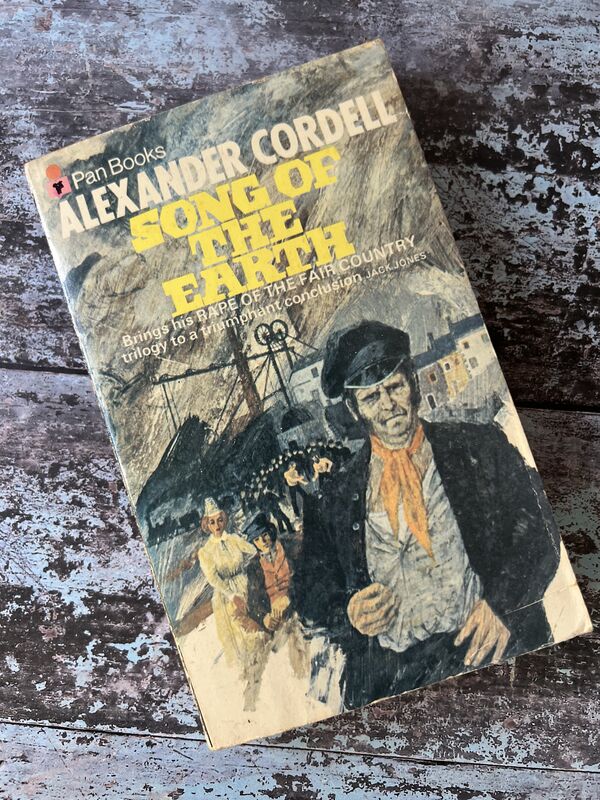 Pan Books
ALEXANDER CORDELL
SONG OF
THE
EARTH
Brings his RAPE OF THE FAIR COUNTRY
trilogy to a triumphant conclusion. JACK JONES